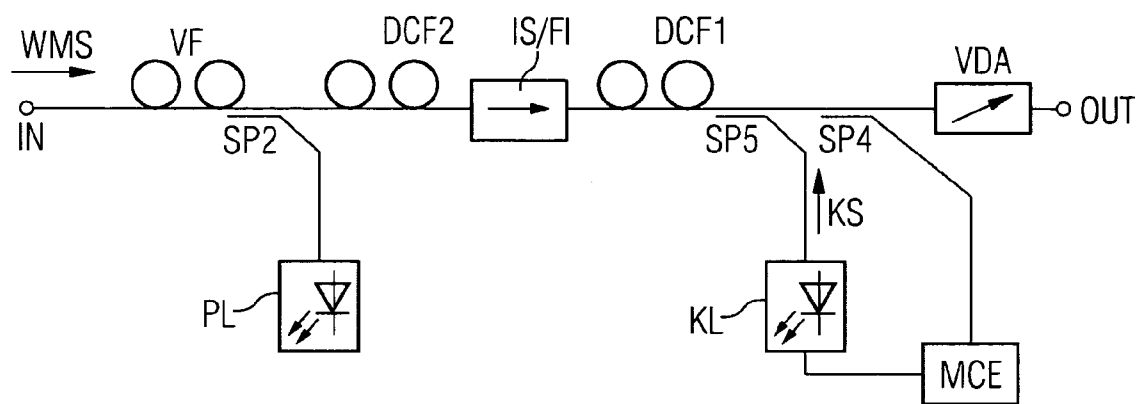 WMS
VF
DCF2
IS/FI
DCF1
VDA
IN
SP2
SP5
SP4
OUT
KS
PL
KL
MCE